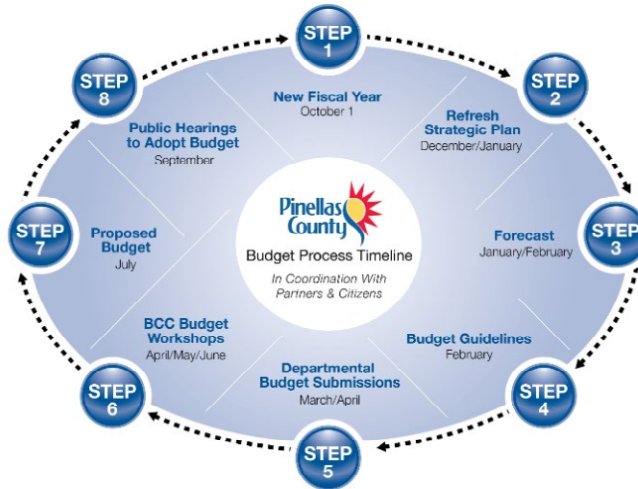 STEP
1
New Fiscal Year
October 1
STEP
2
Refresh
Strategic Plan
December/January
STEP
3
Forecast
January/February
STEP
4
Budget Guidelines
February
STEP
5
Departmental
Budget Submissions
March/April
STEP
6
BCC Budget
Workshops
April/May/June
STEP
7
Proposed
Budget
July
STEP
8
Public Hearings
to Adopt Budget
September
Pinellas
County
Budget Process Timeline
In Coordination With
Partners & Citizens